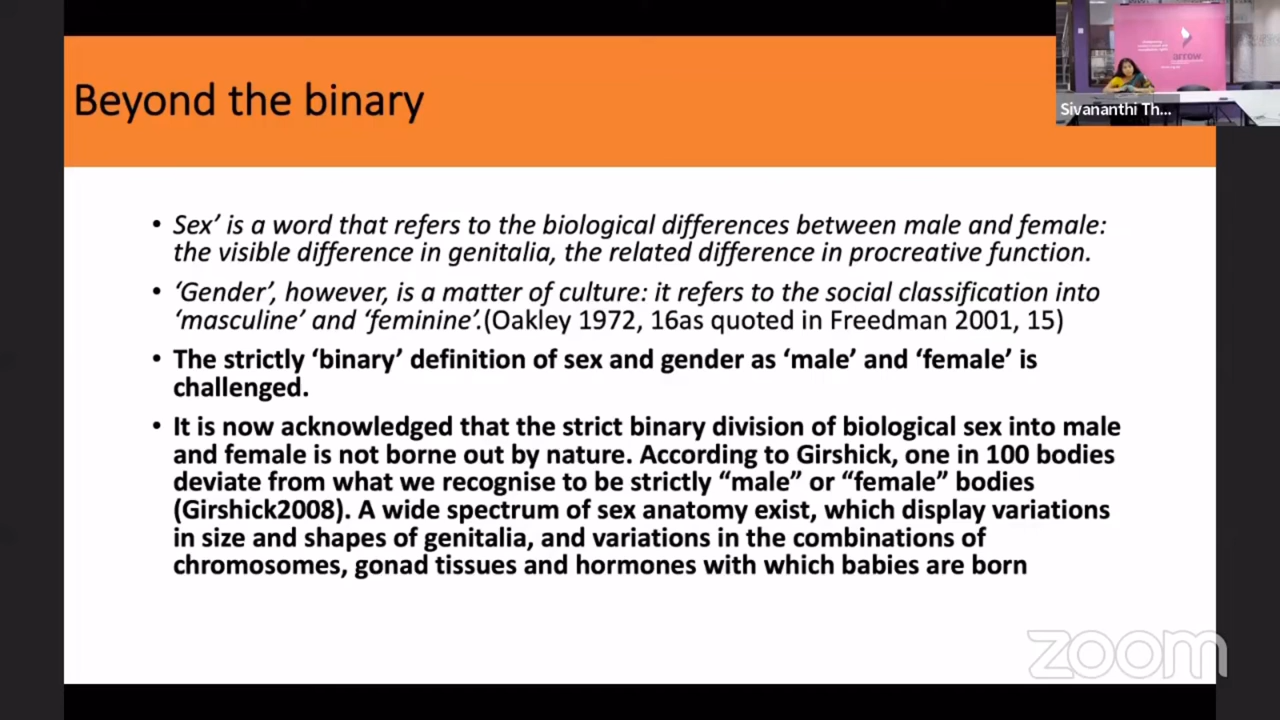 Beyond the binary
arrow
Sivananthi Th...
• Sex’ is a word that refers to the biological differences between male and female:
the visible difference in genitalia, the related difference in procreative function.
• ‘Gender’, however, is a matter of culture: it refers to the social classification into
‘masculine’ and ‘feminine’.(Oakley 1972, 16as quoted in Freedman 2001, 15)
• The strictly ‘binary’ definition of sex and gender as ‘male’ and ‘female’ is
challenged.
• It is now acknowledged that the strict binary division of biological sex into male
and female is not borne out by nature. According to Girshick, one in 100 bodies
deviate from what we recognise to be strictly “male” or “female” bodies
(Girshick2008). A wide spectrum of sex anatomy exist, which display variations
in size and shapes of genitalia, and variations in the combinations of
chromosomes, gonad tissues and hormones with which babies are born
zoom